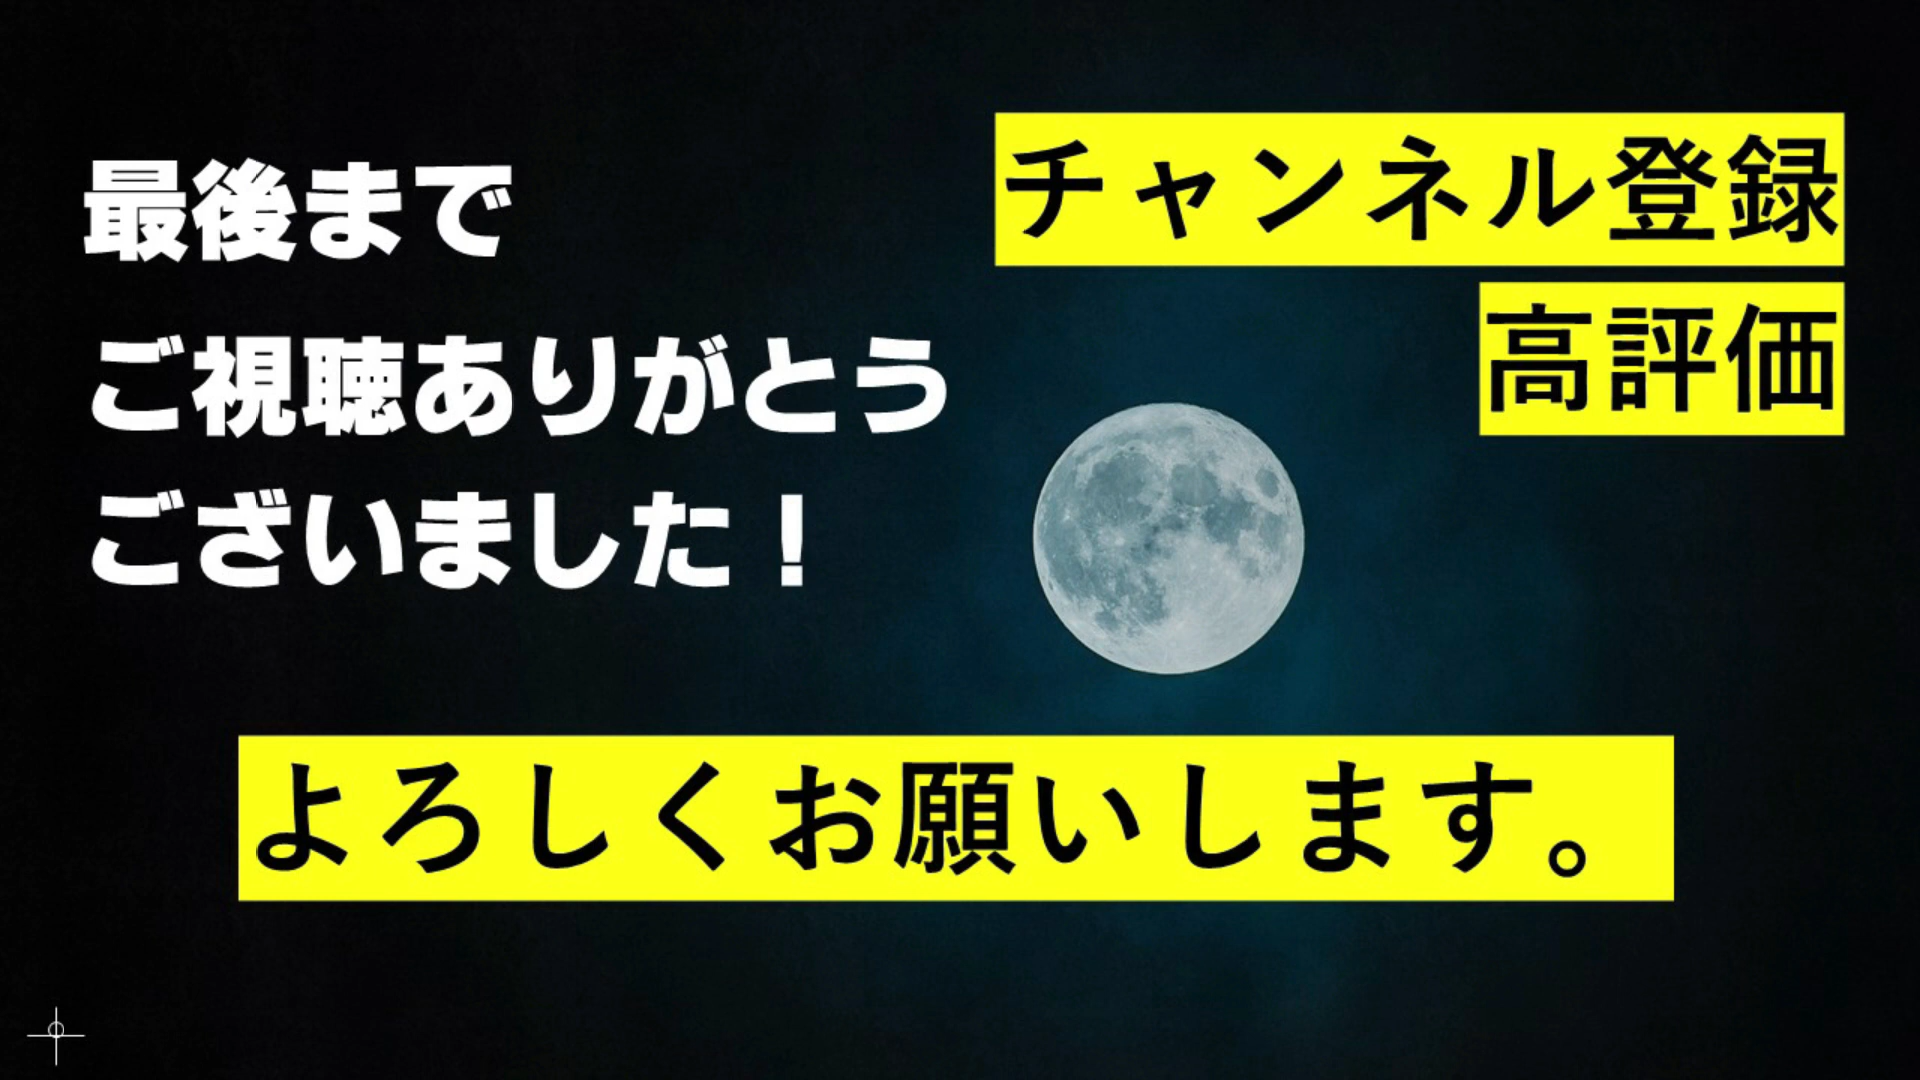 最後まで
ご視聴ありがとう
ございました！
チャンネル登録
高評価
よろしくお願いします。